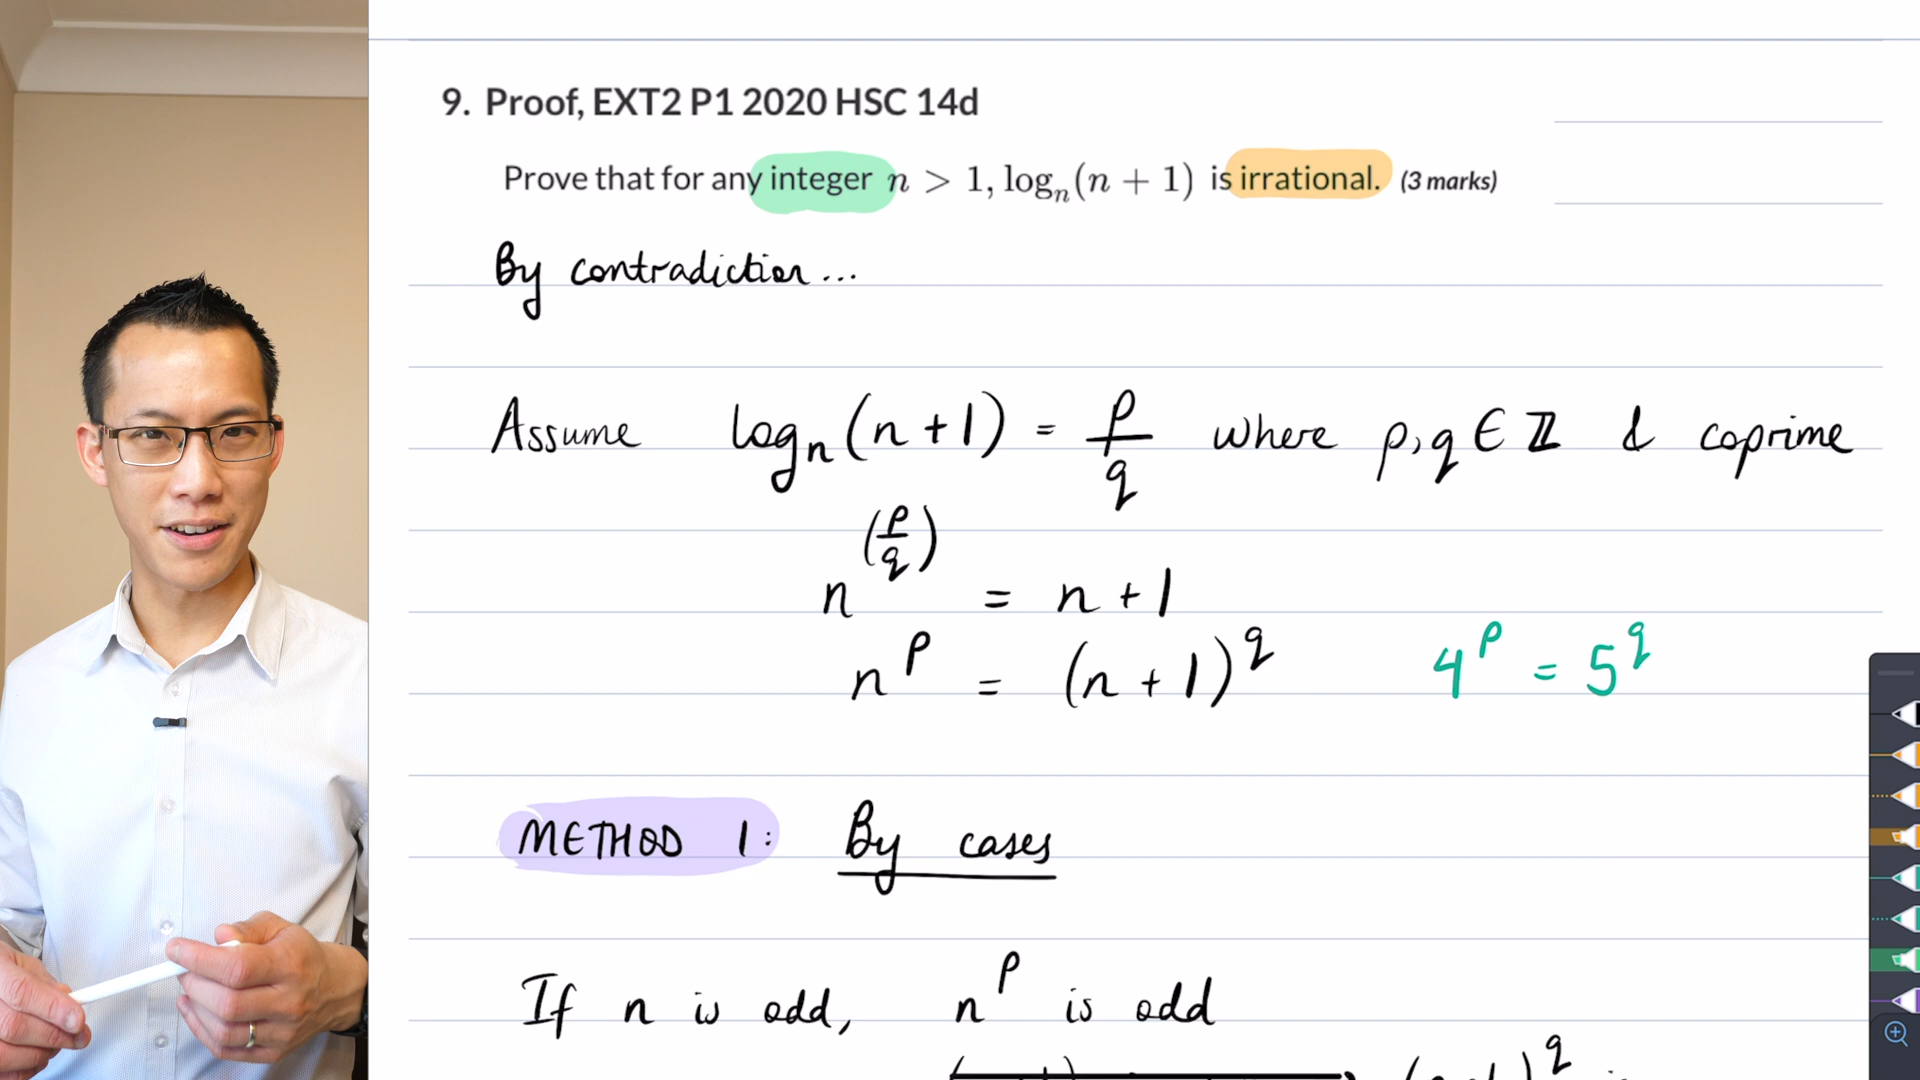 9. Proof, EXT2 P1 2020 HSC 14d
Prove that for any integer n > 1, logₙ(n + 1) is irrational. (3 marks)
By contradiction...
Assume logₙ(n+1) = p/q where p, q ∈ ℤ & coprime
n^(p/q) = n+1
n^p = (n+1)^q 4^p = 5^q
METHOD 1: By cases
If n is odd, n^p is odd